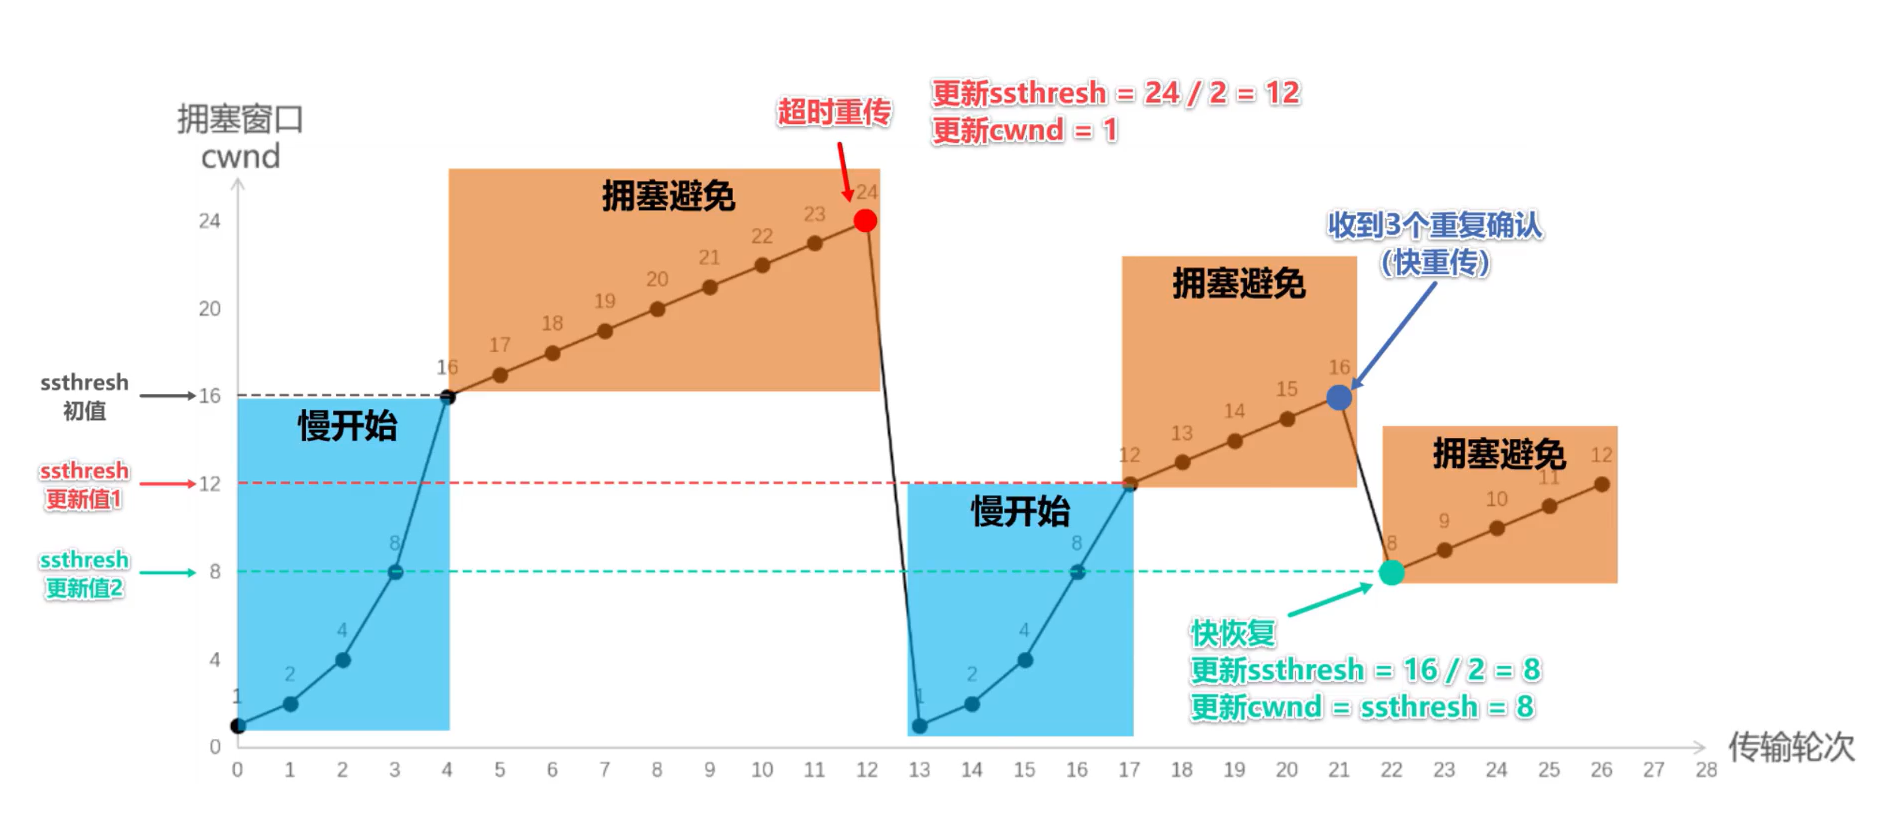 拥塞窗口
cwnd
超时重传
更新ssthresh = 24 / 2 = 12
更新cwnd = 1
拥塞避免
24
23
22
21
20
19
18
17
16
收到3个重复确认
（快重传）
拥塞避免
16
15
14
13
12
拥塞避免
12
11
10
9
8
24
20
16
12
8
4
0
ssthresh
初值
ssthresh
更新值1
ssthresh
更新值2
慢开始
8
4
2
1
慢开始
8
4
2
1
快恢复
更新ssthresh = 16 / 2 = 8
更新cwnd = ssthresh = 8
0 1 2 3 4 5 6 7 8 9 10 11 12 13 14 15 16 17 18 19 20 21 22 23 24 25 26 27 28
传输轮次